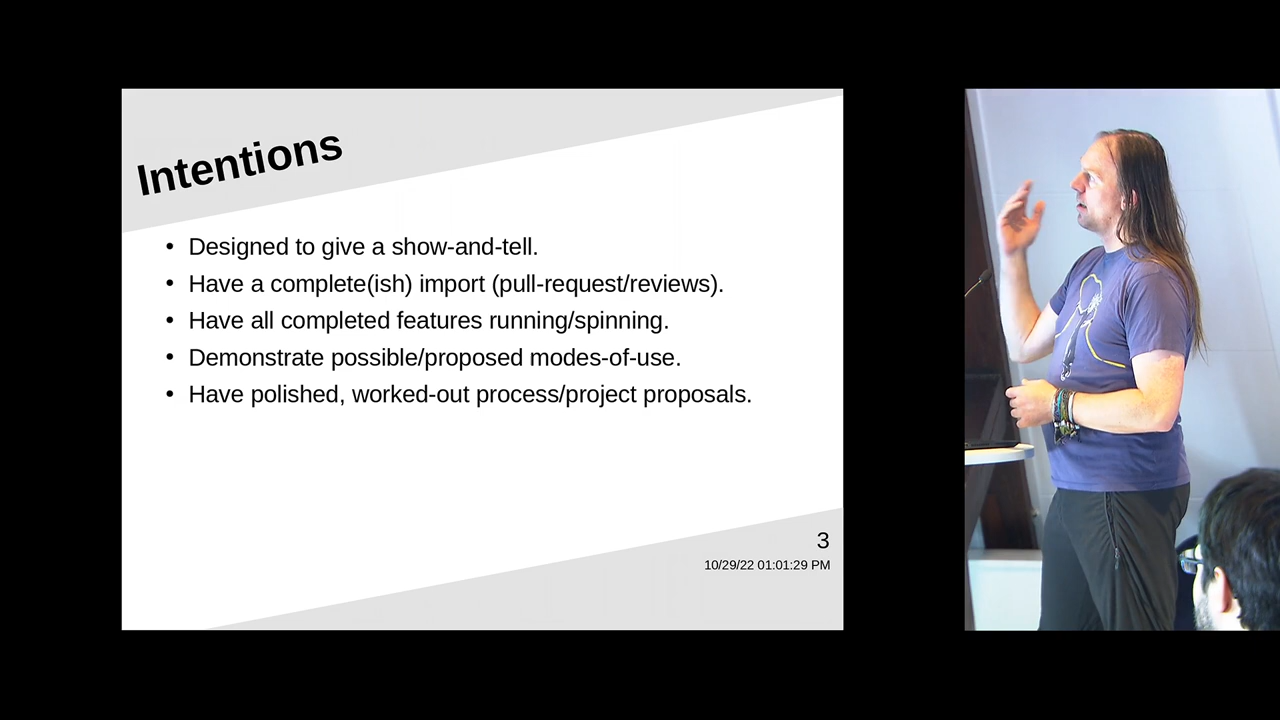 Intentions
• Designed to give a show-and-tell.
• Have a complete(ish) import (pull-request/reviews).
• Have all completed features running/spinning.
• Demonstrate possible/proposed modes-of-use.
• Have polished, worked-out process/project proposals.
3
10/29/22 01:01:29 PM